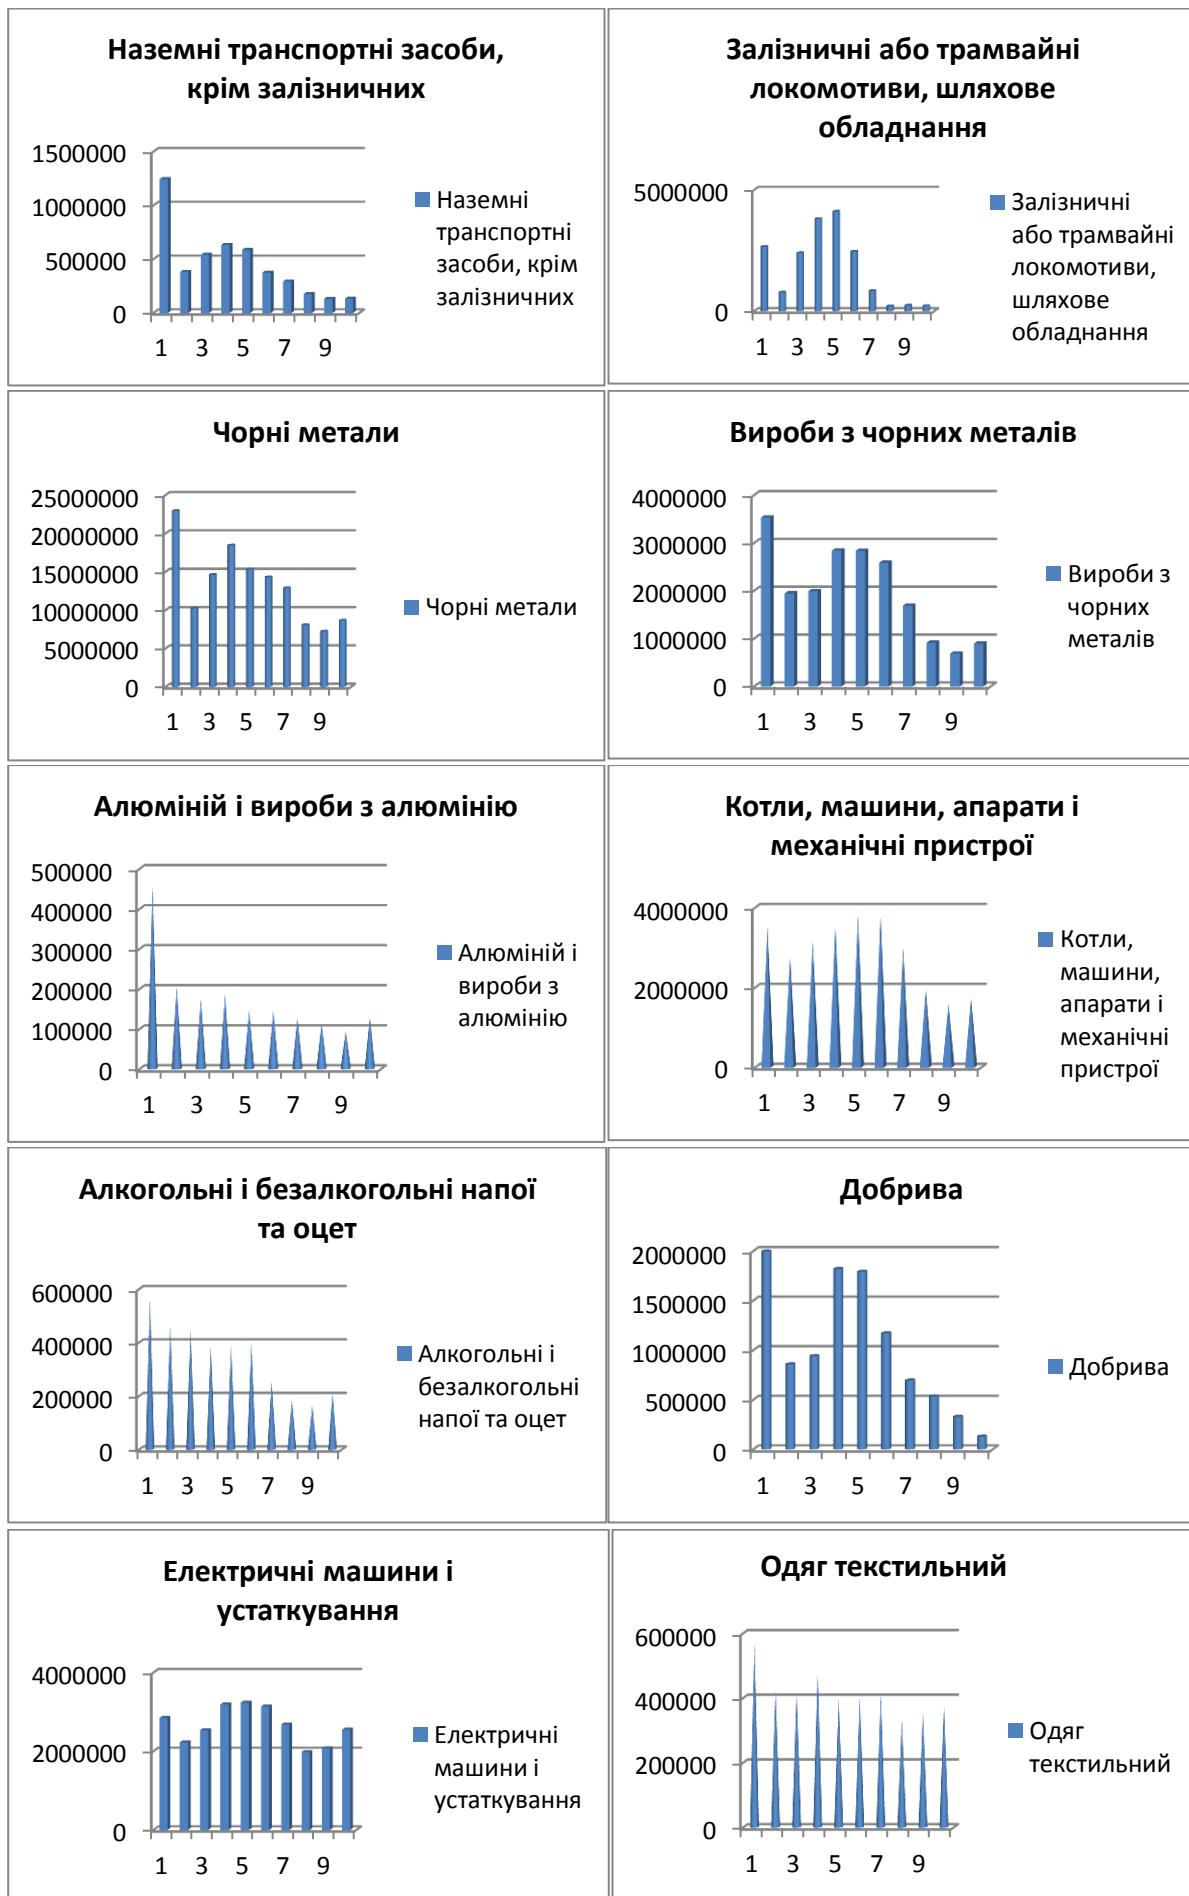 Наземні транспортні засоби,
крім залізничних
1500000
1000000
500000
0
1 3 5 7 9
Наземні
транспортні
засоби, крім
залізничних
Залізничні або трамвайні
локомотиви, шляхове
обладнання
5000000
0
1 3 5 7 9
Залізничні
або трамвайні
локомотиви,
шляхове
обладнання
Чорні метали
25000000
20000000
15000000
10000000
5000000
0
1 3 5 7 9
Чорні метали
Вироби з чорних металів
4000000
3000000
2000000
1000000
0
1 3 5 7 9
Вироби з
чорних
металів
Алюміній і вироби з алюмінію
500000
400000
300000
200000
100000
0
1 3 5 7 9
Алюміній і
вироби з
алюмінію
Котли, машини, апарати і
механічні пристрої
4000000
2000000
0
1 3 5 7 9
Котли,
машини,
апарати і
механічні
пристрої
Алкогольні і безалкогольні напої
та оцет
600000
400000
200000
0
1 3 5 7 9
Алкогольні і
безалкогольні
напої та оцет
Добрива
2000000
1500000
1000000
500000
0
1 3 5 7 9
Добрива
Електричні машини і
устаткування
4000000
2000000
0
1 3 5 7 9
Електричні
машини і
устаткування
Одяг текстильний
600000
400000
200000
0
1 3 5 7 9
Одяг
текстильний